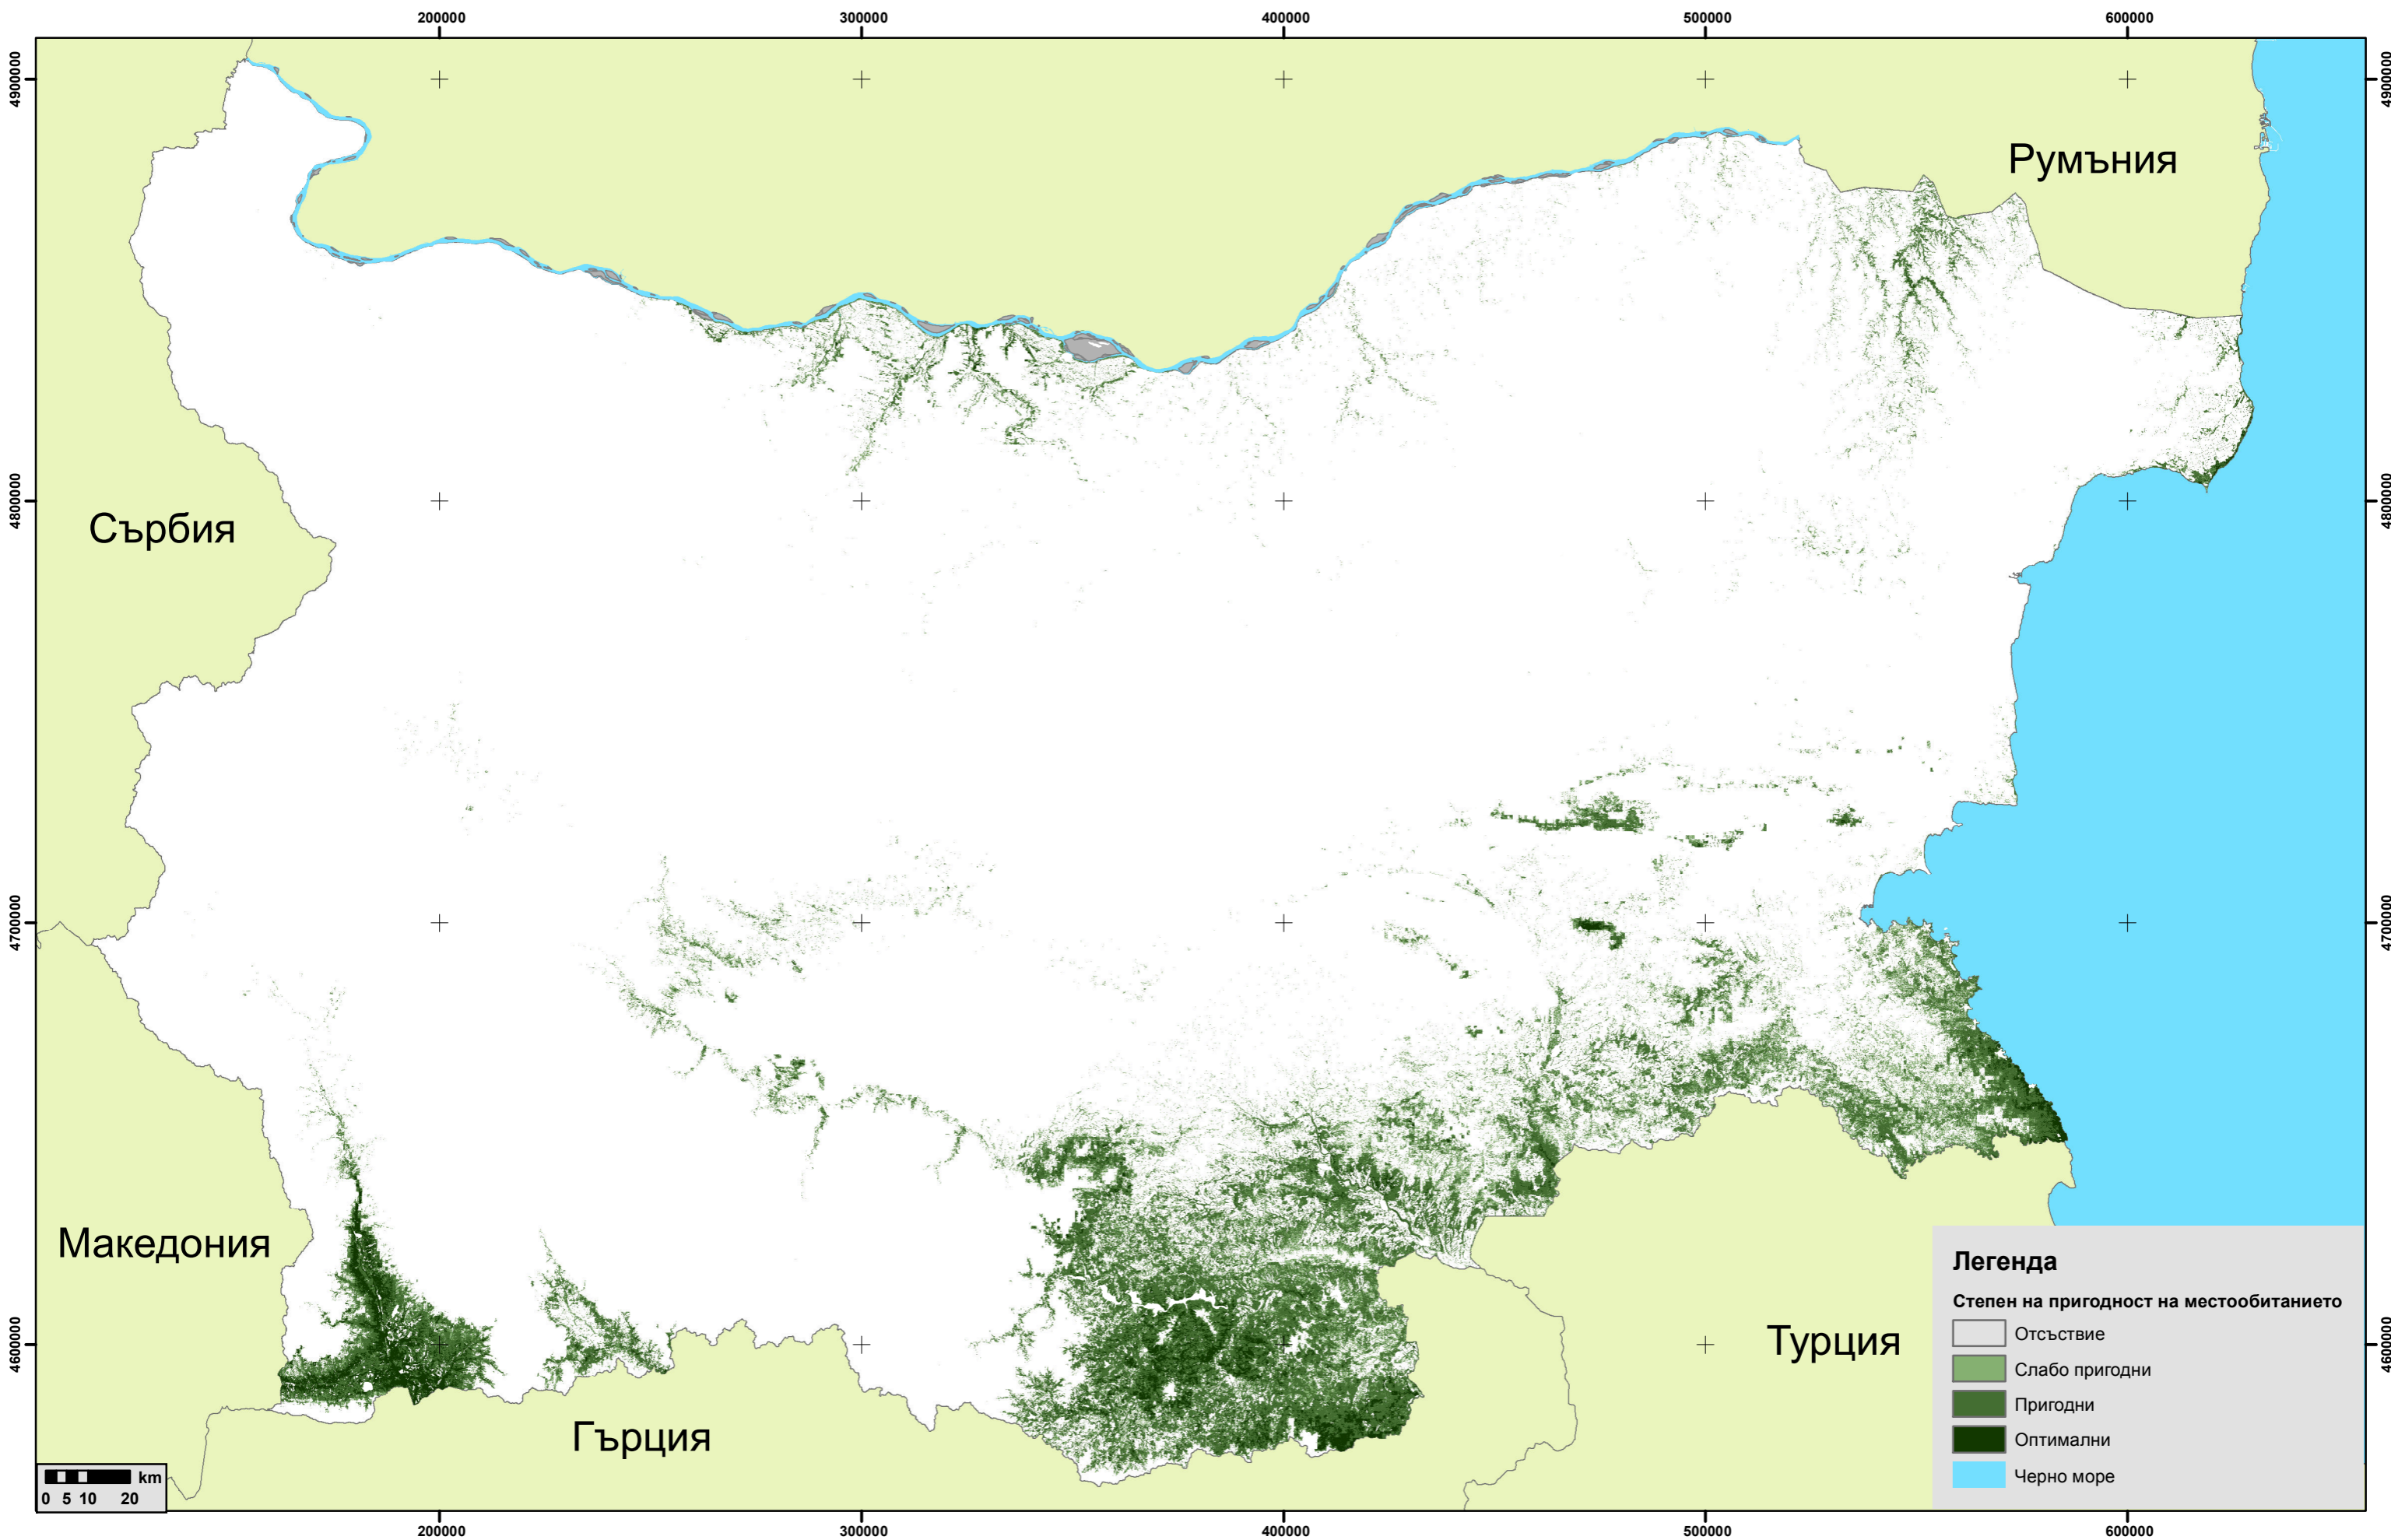 200000 300000 400000 500000 600000
4900000 4900000
Румъния
4800000 4800000
Сърбия
4700000 4700000
Македония
Легенда
Степен на пригодност на местообитанието
Отсъствие
Слабо пригодни
Пригодни
Оптимални
Черно море
Турция
4600000 4600000
Гърция
km
0 5 10 20
200000 300000 400000 500000 600000